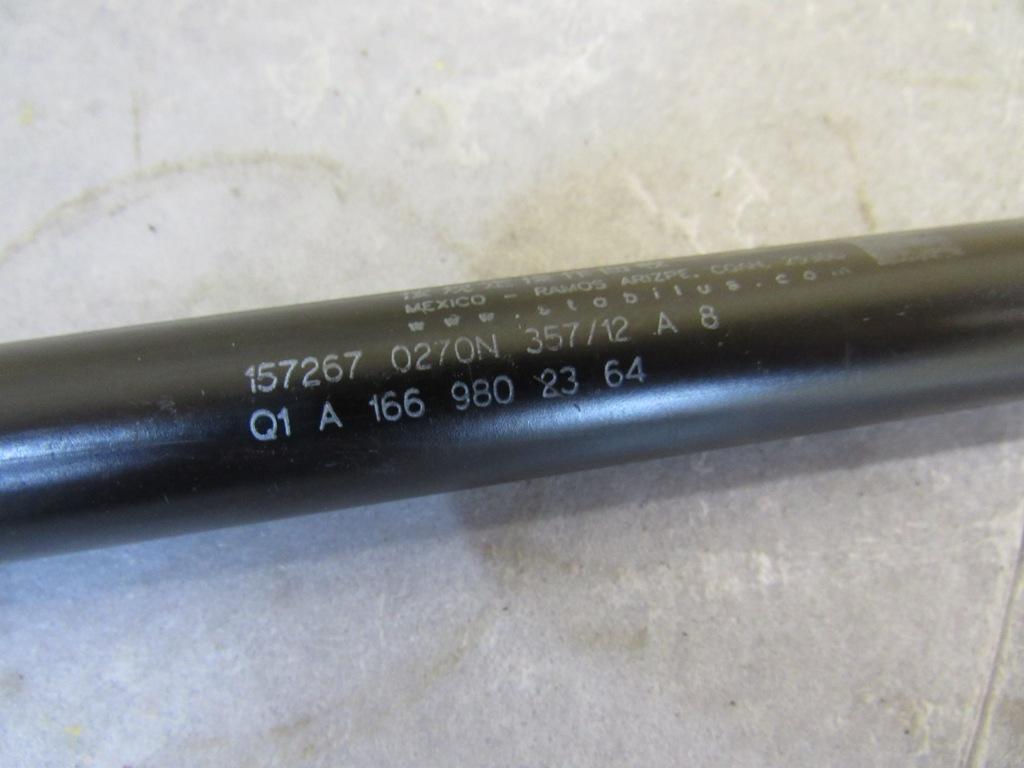 MEXICO - RAMOS ARIZPE, COAH.
www.stabilus.com
157267 0270N 357/12 A 8
Q1 A 166 980 23 64